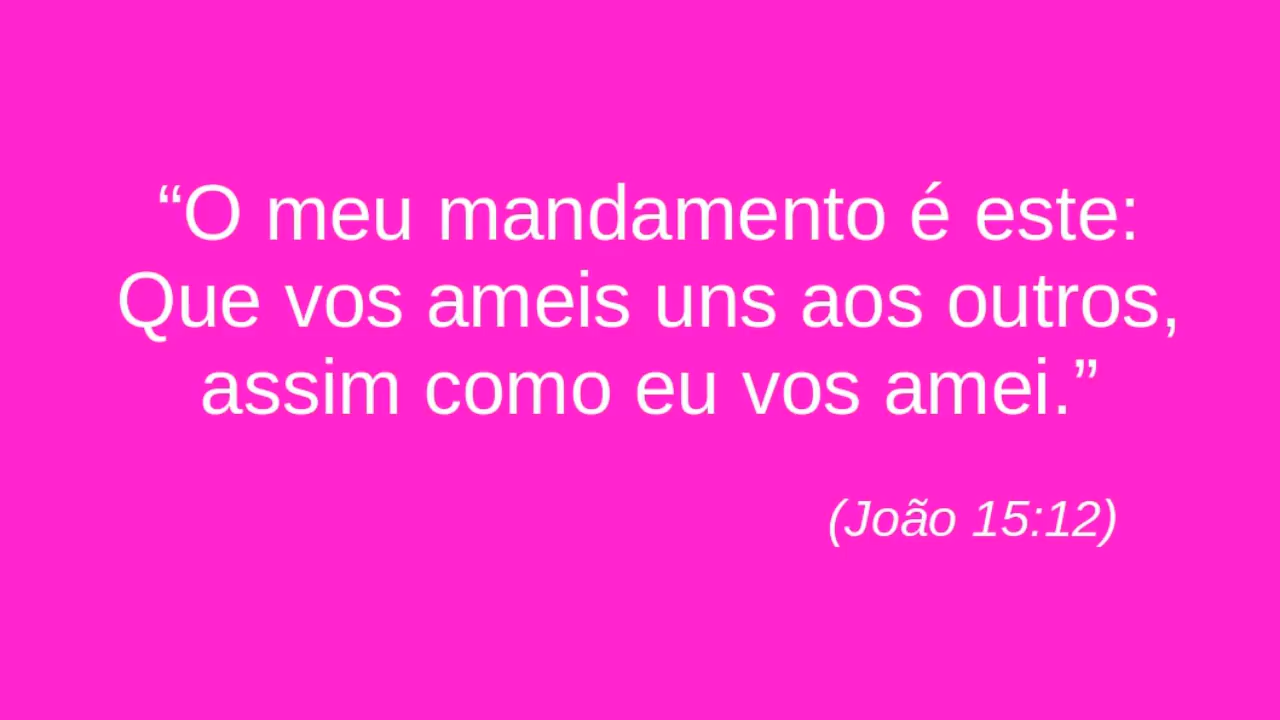 “O meu mandamento é este:
Que vos ameis uns aos outros,
assim como eu vos amei.”
(João 15:12)